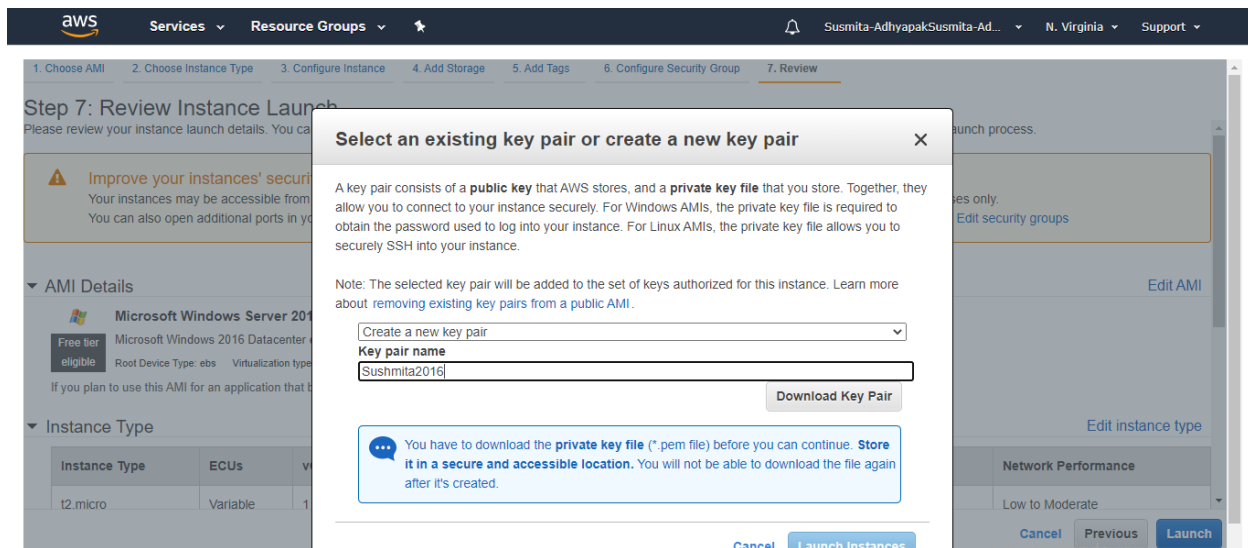 aws
Services
Resource Groups
Susmita-AdhyapakSusmita-Ad...
N. Virginia
Support
1. Choose AMI
2. Choose Instance Type
3. Configure Instance
4. Add Storage
5. Add Tags
6. Configure Security Group
7. Review
Step 7: Review Instance Launch
Please review your instance launch details. You ca
aunch process.
Improve your instances' securi
Your instances may be accessible from
ses only.
You can also open additional ports in yo
Edit security groups
AMI Details
Edit AMI
Microsoft Windows Server 201
Free tier
eligible
Microsoft Windows 2016 Datacenter
Root Device Type: ebs Virtualization type
If you plan to use this AMI for an application that b
Instance Type
Edit instance type
Instance Type
ECUs
Network Performance
t2.micro
Variable
1
Low to Moderate
Cancel
Previous
Launch
Select an existing key pair or create a new key pair
A key pair consists of a public key that AWS stores, and a private key file that you store. Together, they
allow you to connect to your instance securely. For Windows AMIs, the private key file is required to
obtain the password used to log into your instance. For Linux AMIs, the private key file allows you to
securely SSH into your instance.
Note: The selected key pair will be added to the set of keys authorized for this instance. Learn more
about removing existing key pairs from a public AMI.
Create a new key pair
Key pair name
Sushmita2016
Download Key Pair
You have to download the private key file (*.pem file) before you can continue. Store
it in a secure and accessible location. You will not be able to download the file again
after it's created.
Cancel
Launch Instances